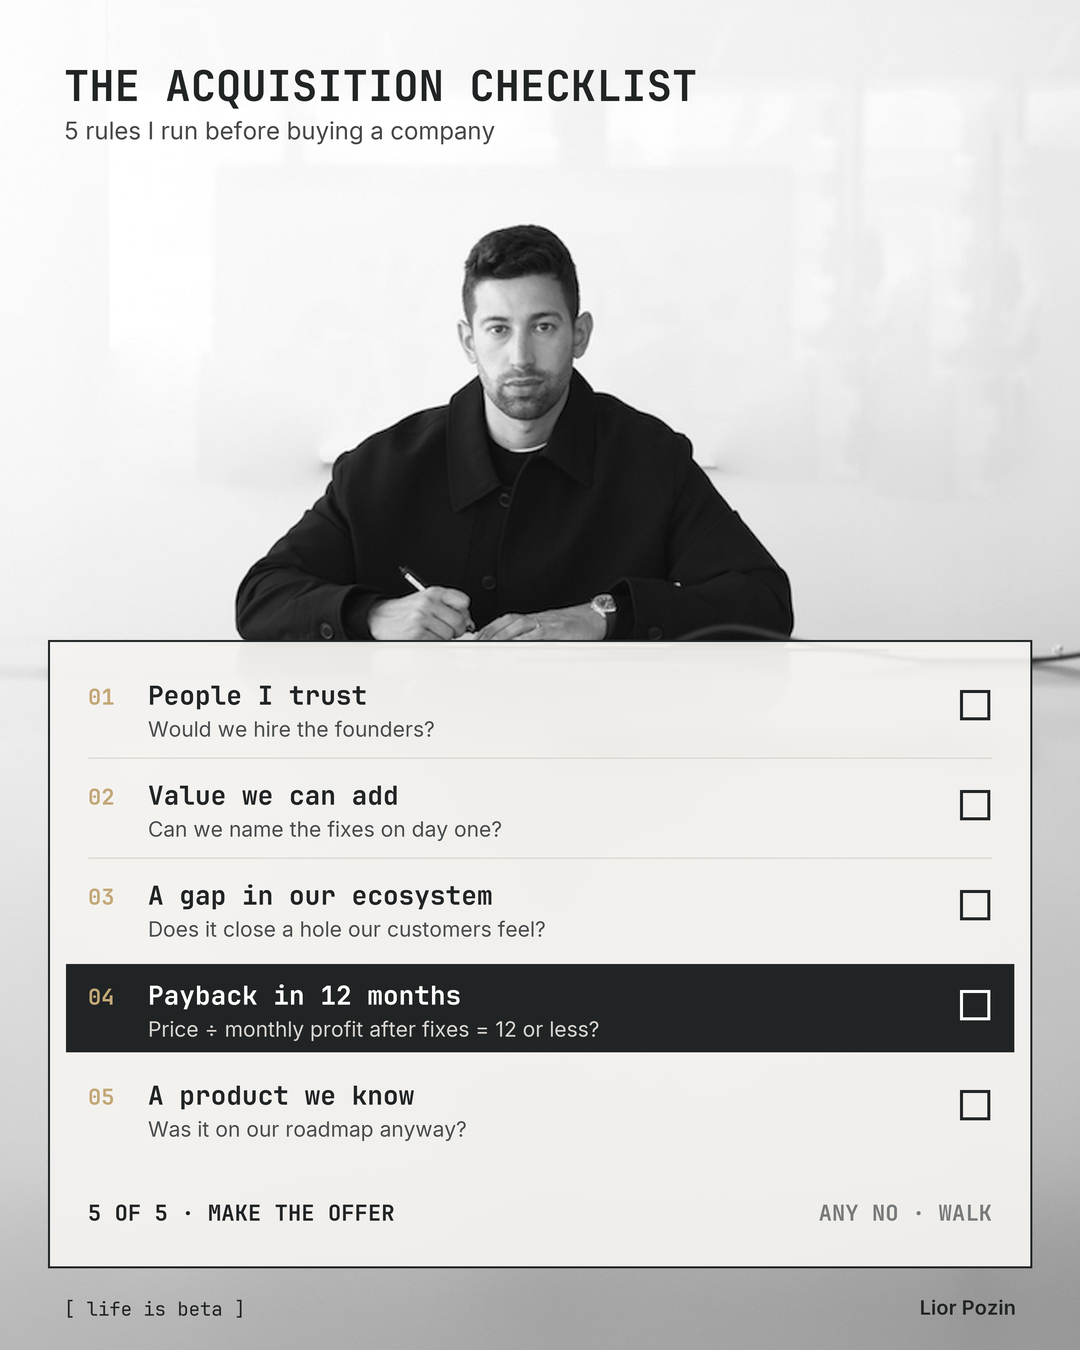 THE ACQUISITION CHECKLIST
5 rules I run before buying a company
01 People I trust
Would we hire the founders?
02 Value we can add
Can we name the fixes on day one?
03 A gap in our ecosystem
Does it close a hole our customers feel?
04 Payback in 12 months
Price ÷ monthly profit after fixes = 12 or less?
05 A product we know
Was it on our roadmap anyway?
5 OF 5 · MAKE THE OFFER
ANY NO · WALK
[ life is beta ]
Lior Pozin